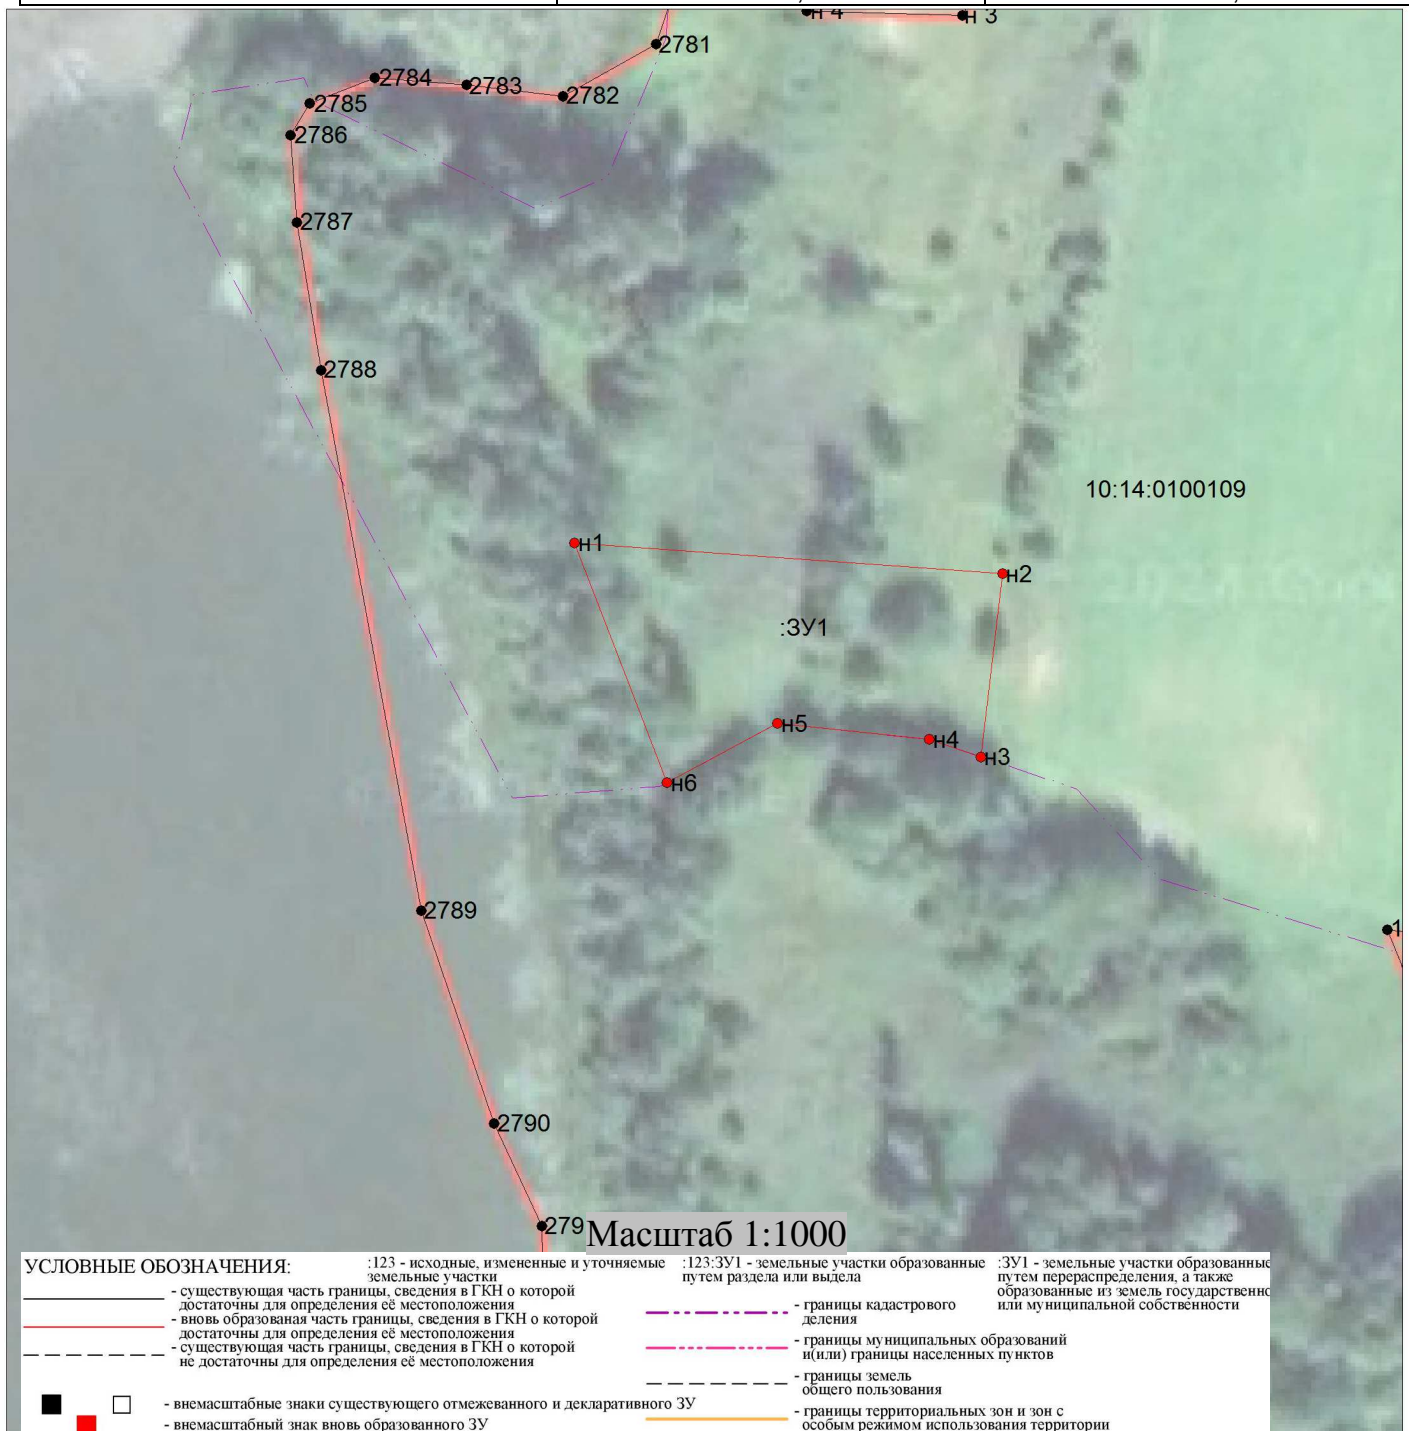 н 4
н 3
2781
2784
2783
2782
2785
2786
2787
2788
10:14:0100109
н1
н2
:ЗУ1
н5
н4
н3
н6
2789
1
2790
279
Масштаб 1:1000
УСЛОВНЫЕ ОБОЗНАЧЕНИЯ:
:123 - исходные, измененные и уточняемые
земельные участки
:123:ЗУ1 - земельные участки образованные
путем раздела или выдела
:ЗУ1 - земельные участки образованные
путем перераспределения, а также
образованные из земель государственно
или муниципальной собственности
- существующая часть границы, сведения в ГКН о которой
достаточны для определения её местоположения
- вновь образованая часть границы, сведения в ГКН о которой
достаточны для определения её местоположения
- существующая часть границы, сведения в ГКН о которой
не достаточны для определения её местоположения
- границы кадастрового
деления
- границы муниципальных образований
и(или) границы населенных пунктов
- границы земель
общего пользования
- внемасштабные знаки существующего отмежеванного и декларативного ЗУ
- внемасштабный знак вновь образованного ЗУ
- границы территориальных зон и зон с
особым режимом использования территории